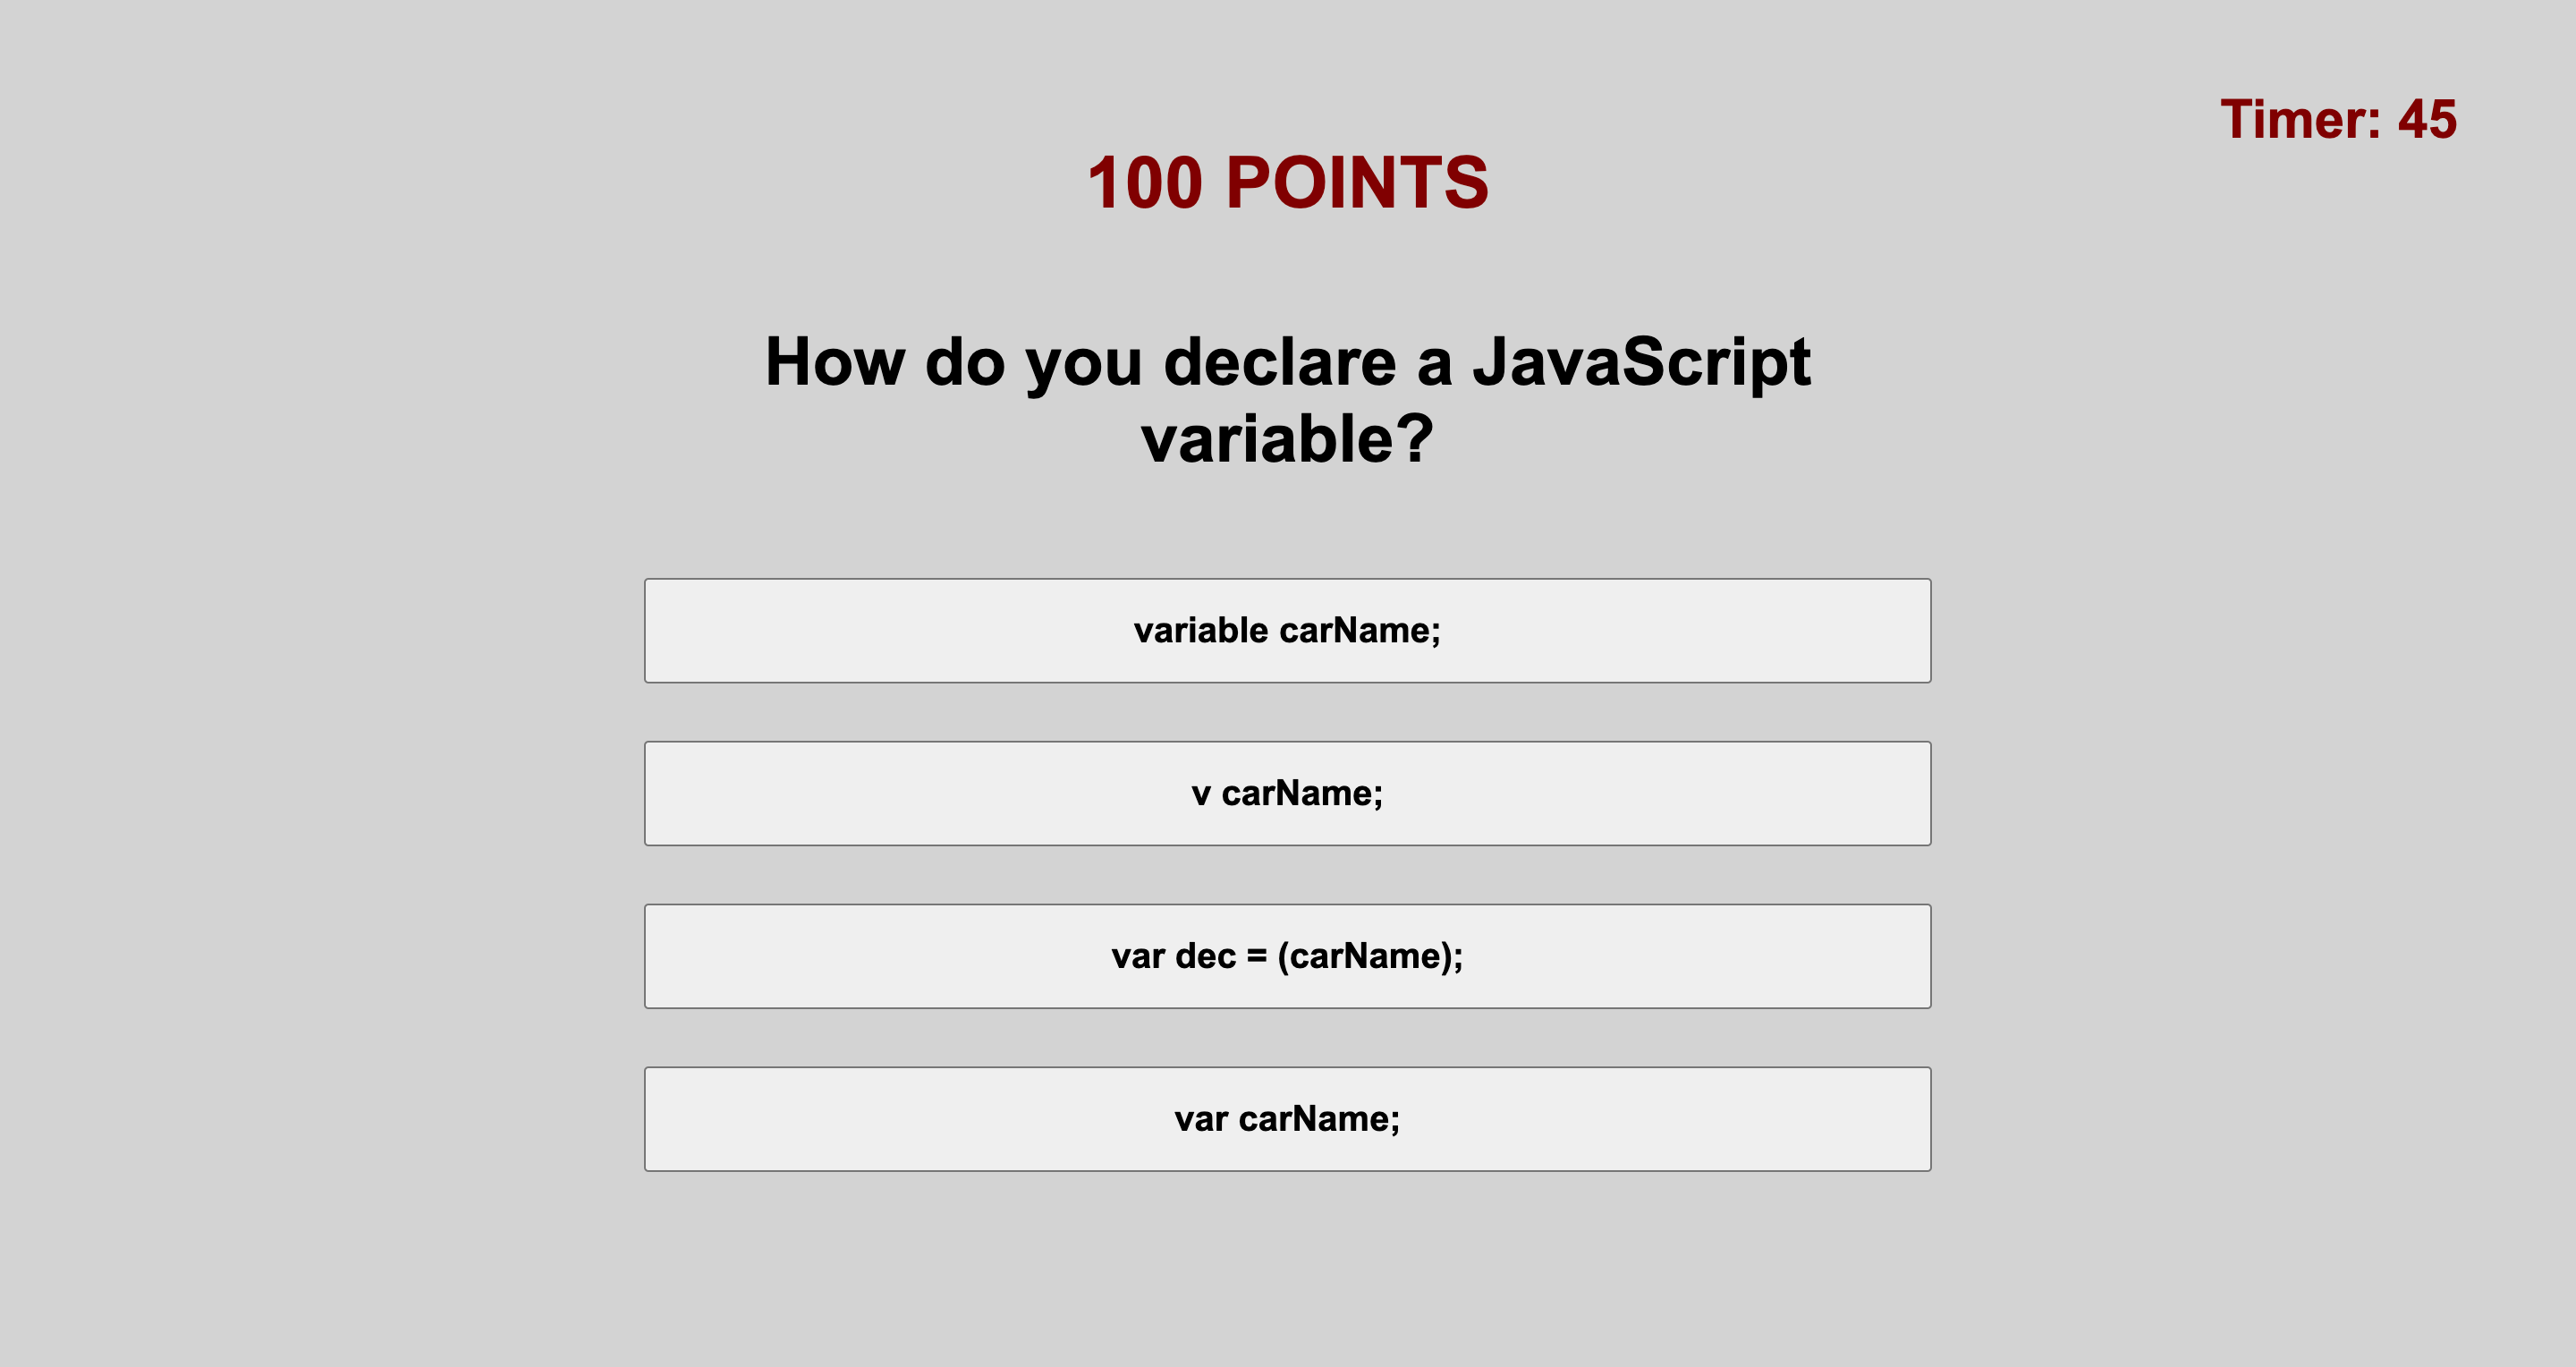 Timer: 45
100 POINTS
How do you declare a JavaScript
variable?
variable carName;
v carName;
var dec = (carName);
var carName;